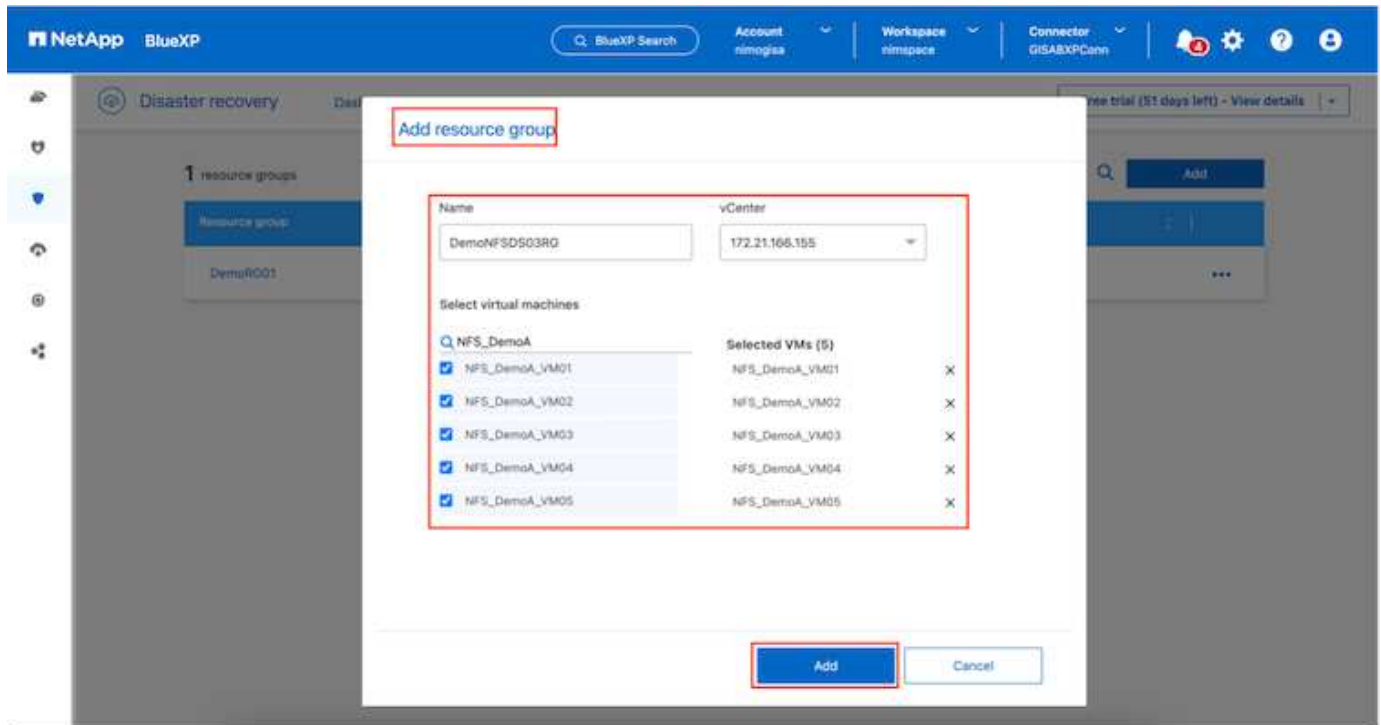 NetApp BlueXP
BlueXP Search
Account
nimogisa
Workspace
nimspace
Connector
GISABXPConn
4
Disaster recovery
Free trial (51 days left) - View details
1 resource groups
Add
Resource group
DemoRG01
Add resource group
Name
vCenter
DemoNFSDS03RG
172.21.166.155
Select virtual machines
NFS_DemoA
Selected VMs (5)
NFS_DemoA_VM01
NFS_DemoA_VM01
NFS_DemoA_VM02
NFS_DemoA_VM02
NFS_DemoA_VM03
NFS_DemoA_VM03
NFS_DemoA_VM04
NFS_DemoA_VM04
NFS_DemoA_VM05
NFS_DemoA_VM05
Add
Cancel